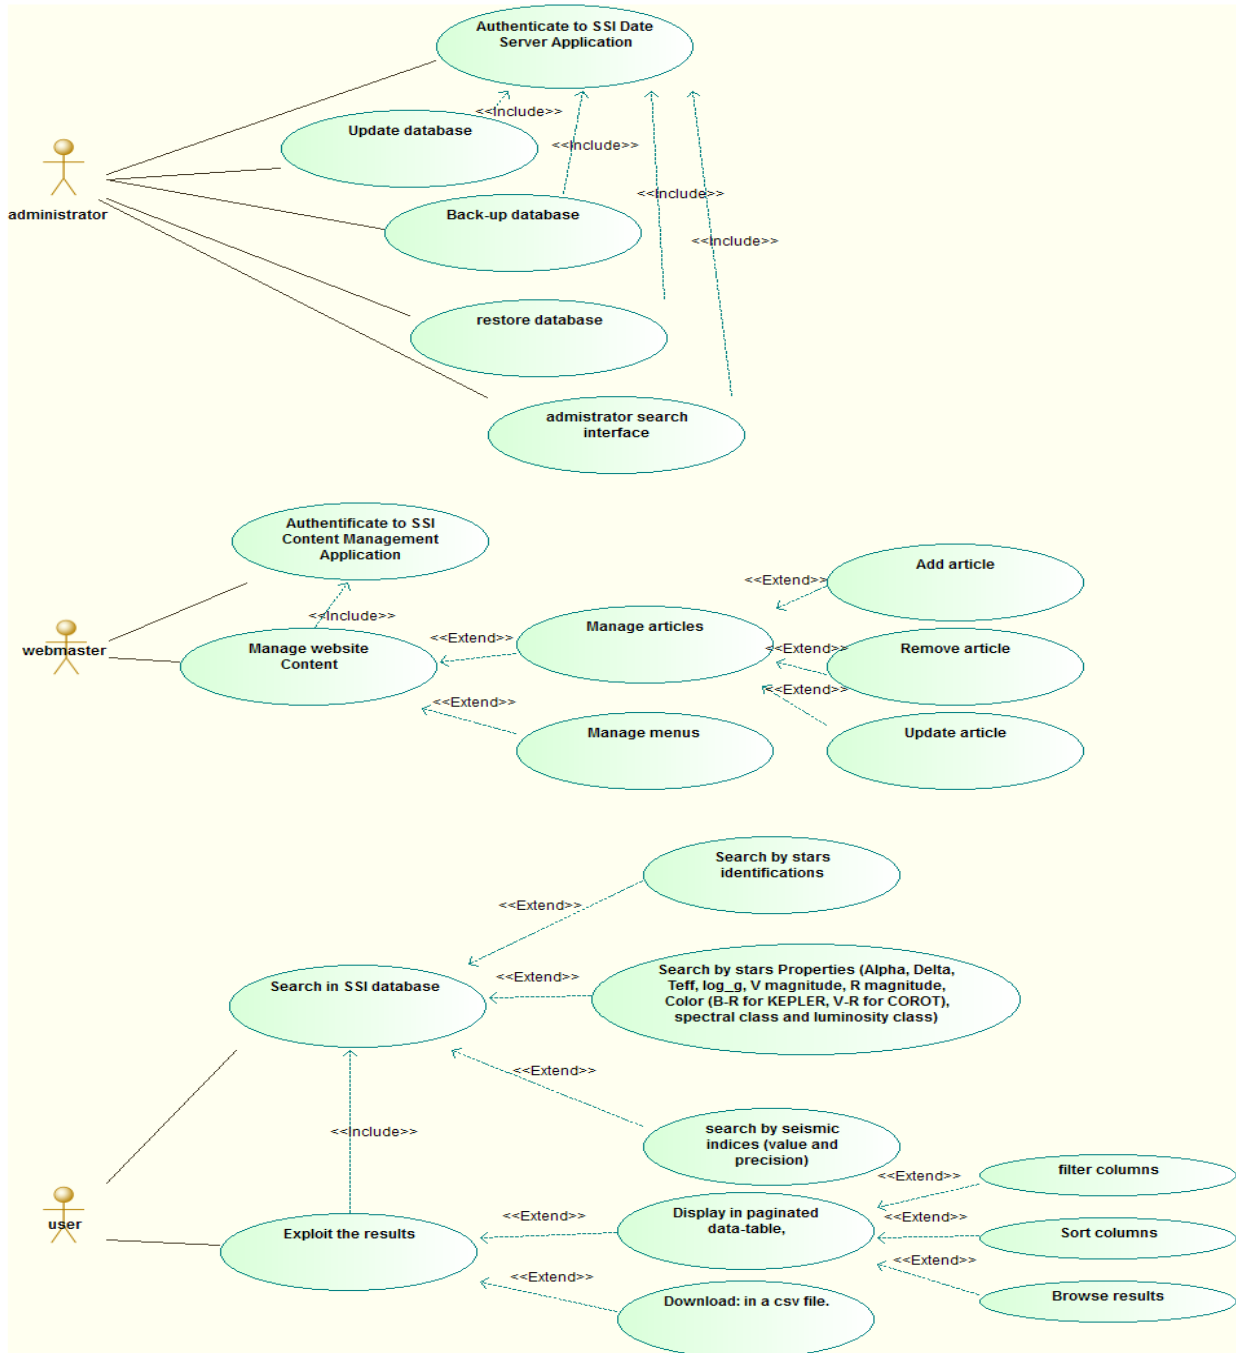 Authenticate to SSI Date
Server Application
<<Include>>
Update database
<<Include>>
administrator
<<Include>>
Back-up database
<<Include>>
restore database
admistrator search
interface
Authentificate to SSI
Content Management
Application
<<Include>>
webmaster
Manage website
Content
<<Extend>>
Manage articles
<<Extend>>
Add article
<<Extend>>
Remove article
<<Extend>>
Update article
<<Extend>>
Manage menus
Search by stars
identifications
<<Extend>>
Search in SSI database
<<Extend>>
Search by stars Properties (Alpha, Delta,
Teff, log_g, V magnitude, R magnitude,
Color (B-R for KEPLER, V-R for COROT),
spectral class and luminosity class)
<<Extend>>
<<Include>>
search by seismic
indices (value and
precision)
<<Extend>>
filter columns
user
Exploit the results
<<Extend>>
Display in paginated
data-table,
<<Extend>>
Sort columns
<<Extend>>
Browse results
<<Extend>>
Download: in a csv file.